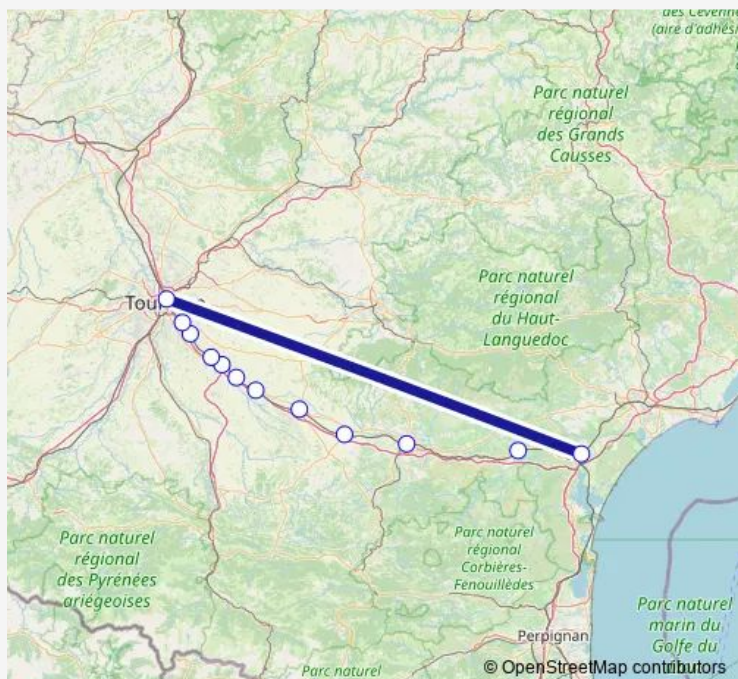 des Cévennes
(aire d'adhési
Parc naturel
régional
des Grands
Causses
Parc naturel
régional
du Haut-
Languedoc
Tou
Parc naturel
régional
des Pyrénées
ariégeoises
Parc naturel
régional
Corbières-
Fenouillèdes
Parc naturel
marin du
Golfe du
Perpignan
Parc naturel
© OpenStreetMap contributors